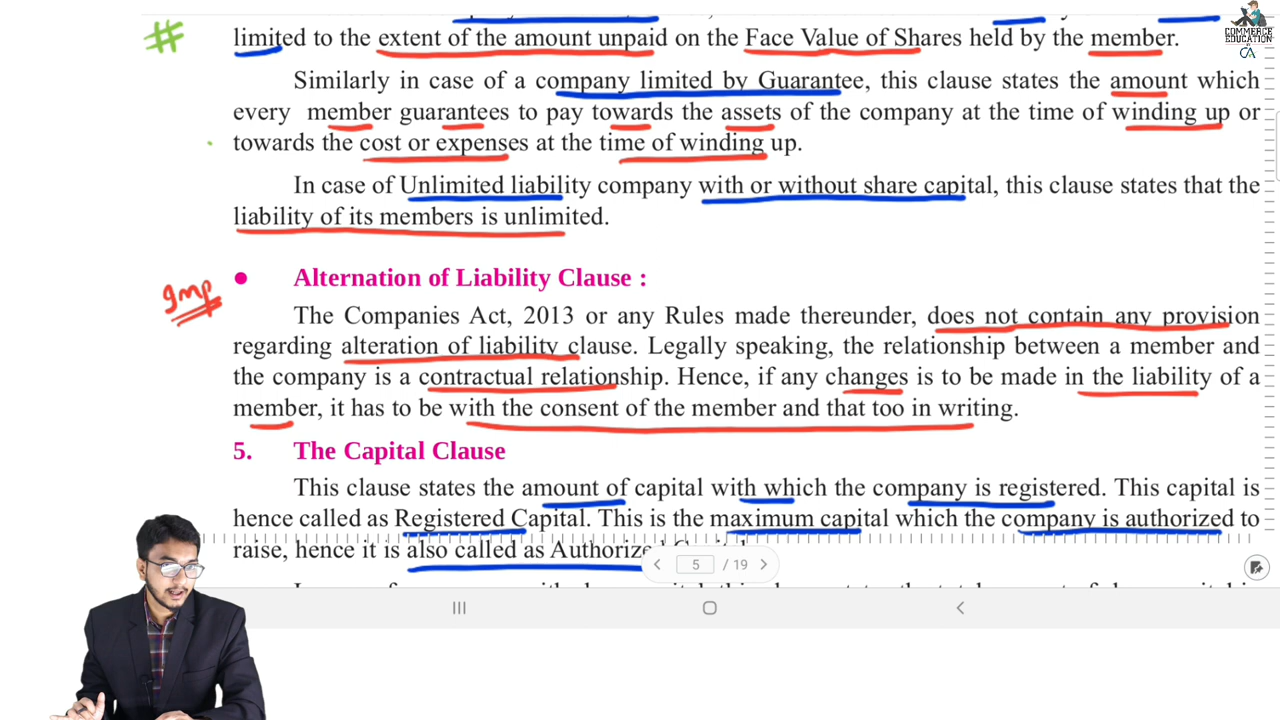 COMMERCE
EDUCATION
BY
CA
#
limited to the extent of the amount unpaid on the Face Value of Shares held by the member.
Similarly in case of a company limited by Guarantee, this clause states the amount which
every member guarantees to pay towards the assets of the company at the time of winding up or
towards the cost or expenses at the time of winding up.
In case of Unlimited liability company with or without share capital, this clause states that the
liability of its members is unlimited.
Imp
• Alternation of Liability Clause :
The Companies Act, 2013 or any Rules made thereunder, does not contain any provision
regarding alteration of liability clause. Legally speaking, the relationship between a member and
the company is a contractual relationship. Hence, if any changes is to be made in the liability of a
member, it has to be with the consent of the member and that too in writing.
5. The Capital Clause
This clause states the amount of capital with which the company is registered. This capital is
hence called as Registered Capital. This is the maximum capital which the company is authorized to
raise, hence it is also called as Authorize
5 / 19